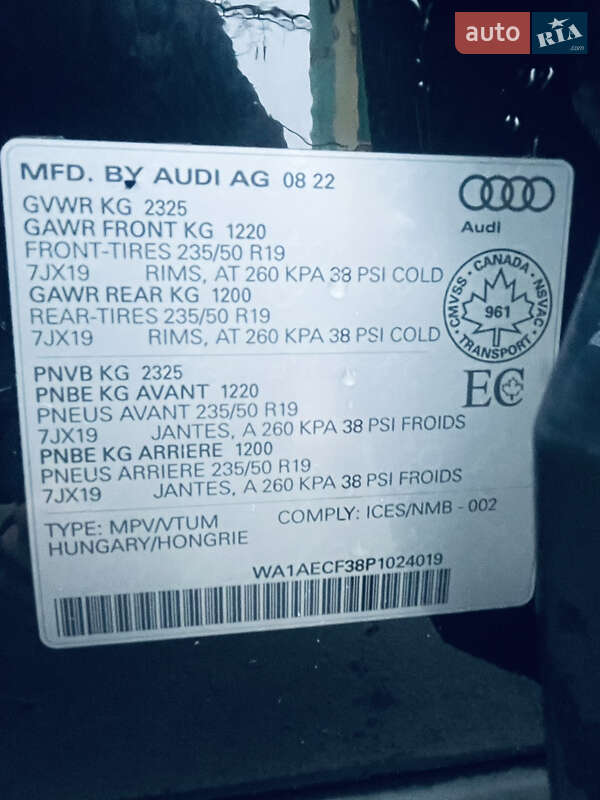 auto RIA
.com
MFD. BY AUDI AG 08 22
GVWR KG 2325
GAWR FRONT KG 1220
FRONT-TIRES 235/50 R19
7JX19 RIMS, AT 260 KPA 38 PSI COLD
GAWR REAR KG 1200
REAR-TIRES 235/50 R19
7JX19 RIMS, AT 260 KPA 38 PSI COLD
Audi
CANADA
CMVSS 961 NSVAC
TRANSPORT
PNVB KG 2325
PNBE KG AVANT 1220
PNEUS AVANT 235/50 R19
7JX19 JANTES, A 260 KPA 38 PSI FROIDS
PNBE KG ARRIERE 1200
PNEUS ARRIERE 235/50 R19
7JX19 JANTES, A 260 KPA 38 PSI FROIDS
EC
TYPE: MPV/VTUM COMPLY: ICES/NMB - 002
HUNGARY/HONGRIE
WA1AECF38P1024019